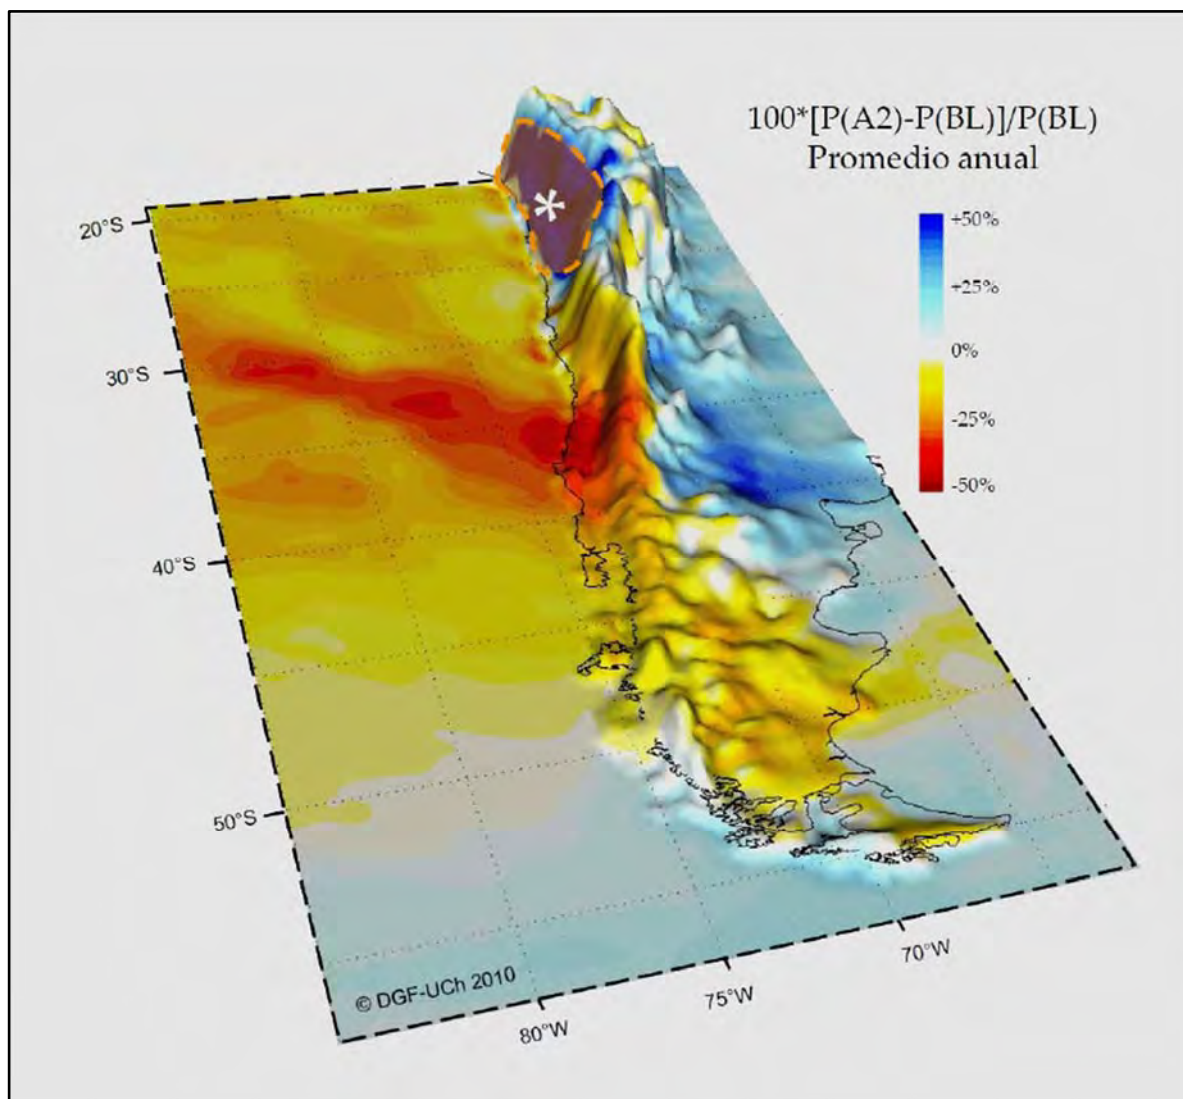 100*[P(A2)-P(BL)]/P(BL)
Promedio anual
+50%
+25%
0%
-25%
-50%
*
20°S
30°S
40°S
50°S
80°W
75°W
70°W
© DGF-UCh 2010